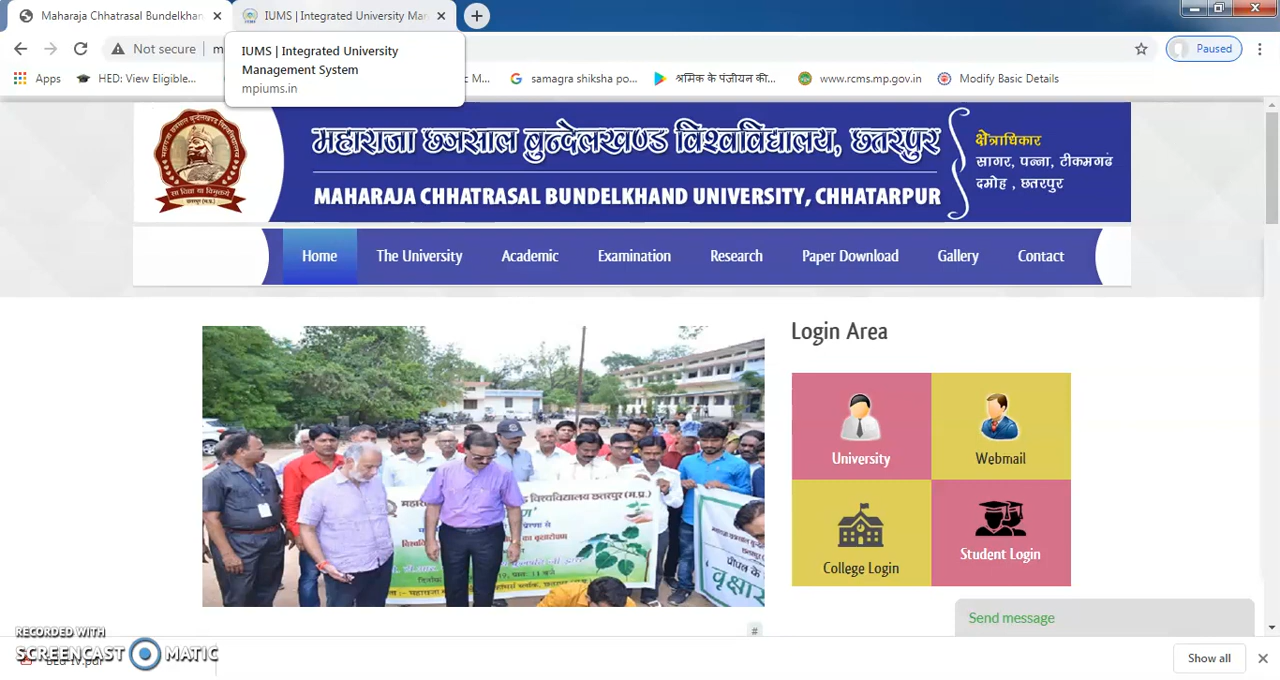 Maharaja Chhatrasal Bundelkhan
IUMS | Integrated University Man
Not secure
m
Paused
IUMS | Integrated University
Management System
mpiums.in
Apps
HED: View Eligible...
c M...
samagra shiksha po...
श्रमिक के पंजीयन की...
www.rcms.mp.gov.in
Modify Basic Details
महाराजा छत्रसाल बुन्देलखण्ड विश्वविद्यालय, छतरपुर
MAHARAJA CHHATRASAL BUNDELKHAND UNIVERSITY, CHHATARPUR
क्षेत्राधिकार
सागर, पन्ना, टीकमगढ
दमोह , छतरपुर
Home
The University
Academic
Examination
Research
Paper Download
Gallery
Contact
Login Area
University
Webmail
College Login
Student Login
विश्वविद्यालय छतरपुर (म.प्र.)
Send message
#
RECORDED WITH
SCREENCAST MATIC
Show all